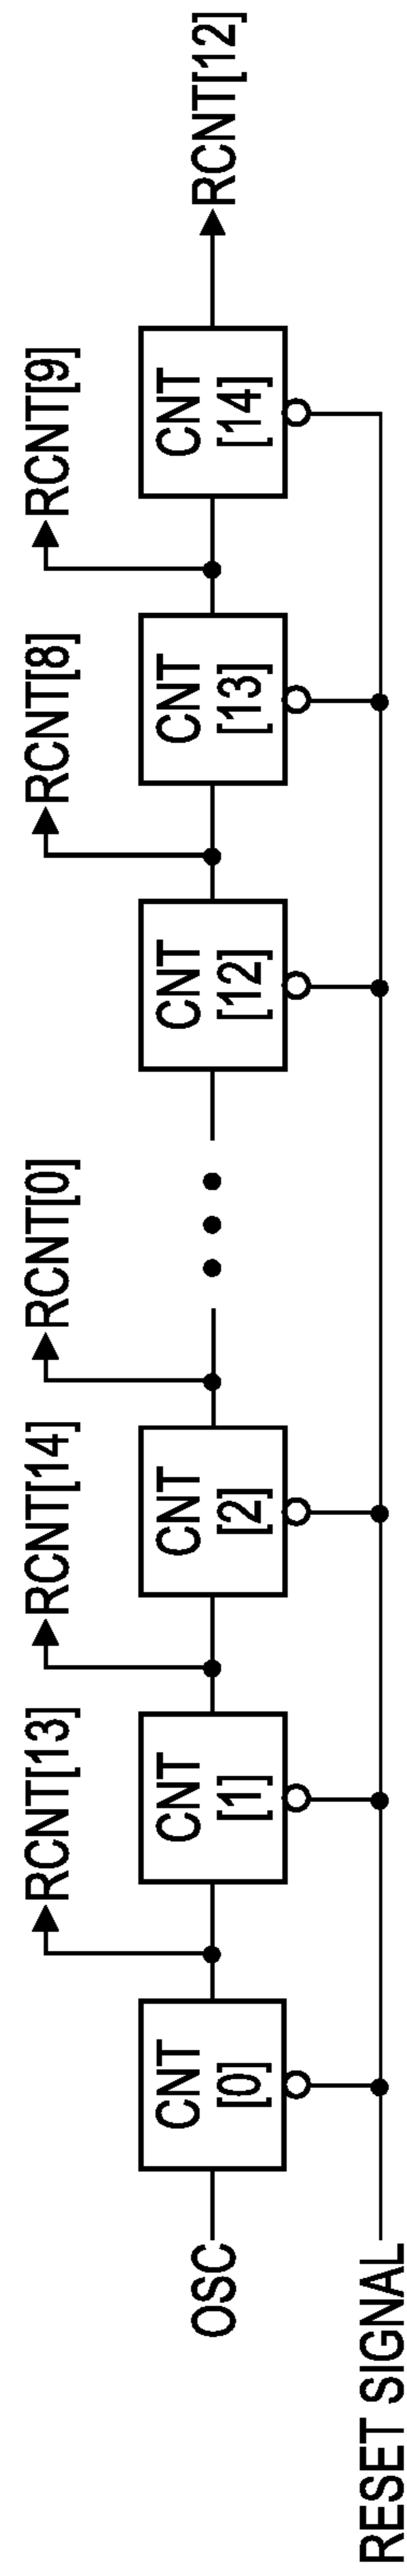 RCNT[13]
RCNT[14]
RCNT[0]
RCNT[8]
RCNT[9]
OSC
CNT
[0]
CNT
[1]
CNT
[2]
CNT
[12]
CNT
[13]
CNT
[14]
RCNT[12]
RESET SIGNAL